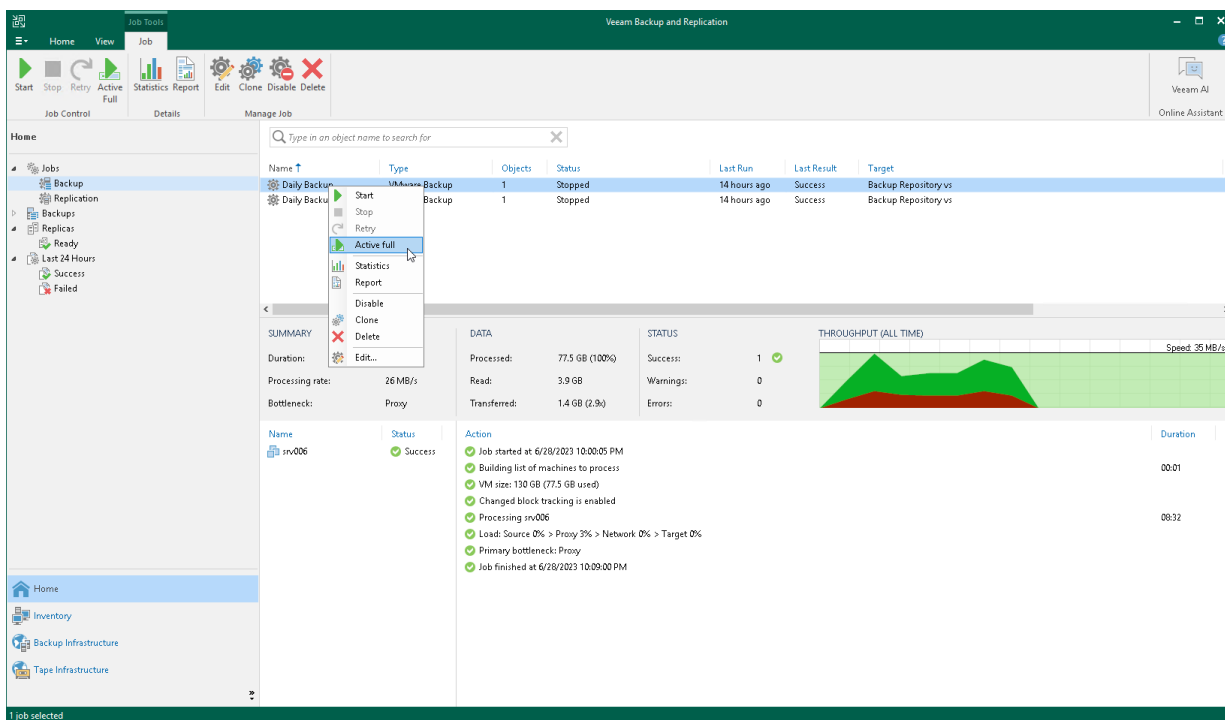 Job Tools
Veeam Backup and Replication
Home View Job
Start Stop Retry Active Full
Statistics Report
Edit Clone Disable Delete
Veeam AI
Job Control Details Manage Job Online Assistant
Home
Type in an object name to search for
Jobs
Backup
Replication
Backups
Replicas
Ready
Last 24 Hours
Success
Failed
Name Type Objects Status Last Run Last Result Target
Daily Backup VMware Backup 1 Stopped 14 hours ago Success Backup Repository vs
Daily Backu Backup 1 Stopped 14 hours ago Success Backup Repository vs
Start
Stop
Retry
Active full
Statistics
Report
Disable
Clone
Delete
Edit...
SUMMARY DATA STATUS THROUGHPUT (ALL TIME)
Speed: 35 MB/s
Duration: Processed: 77.5 GB (100%) Success: 1
Processing rate: 26 MB/s Read: 3.9 GB Warnings: 0
Bottleneck: Proxy Transferred: 1.4 GB (2.9x) Errors: 0
Name Status Action Duration
srv006 Success
Job started at 6/28/2023 10:00:05 PM
Building list of machines to process 00:01
VM size: 130 GB (77.5 GB used)
Changed block tracking is enabled
Processing srv006 08:32
Load: Source 0% > Proxy 3% > Network 0% > Target 0%
Primary bottleneck: Proxy
Job finished at 6/28/2023 10:09:00 PM
Home
Inventory
Backup Infrastructure
Tape Infrastructure
1 job selected